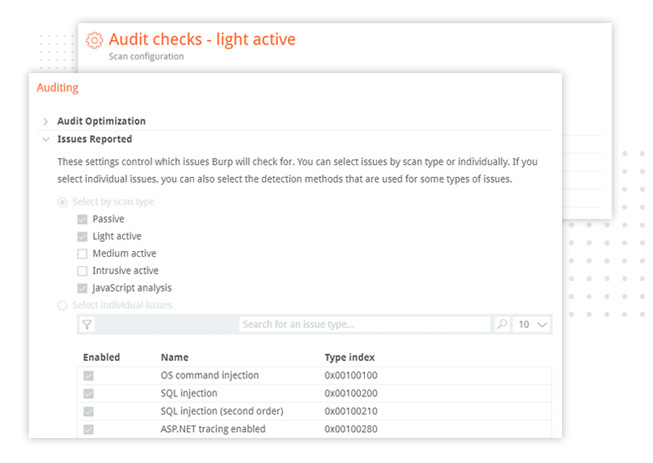 Audit checks - light active
Scan configuration
Auditing
Audit Optimization
Issues Reported
These settings control which issues Burp will check for. You can select issues by scan type or individually. If you
select individual issues, you can also select the detection methods that are used for some types of issues.
Select by scan type
Passive
Light active
Medium active
Intrusive active
JavaScript analysis
Select individual issues
Search for an issue type... 10
Enabled Name Type index
OS command injection 0x00100100
SQL injection 0x00100200
SQL injection (second order) 0x00100210
ASP.NET tracing enabled 0x00100280